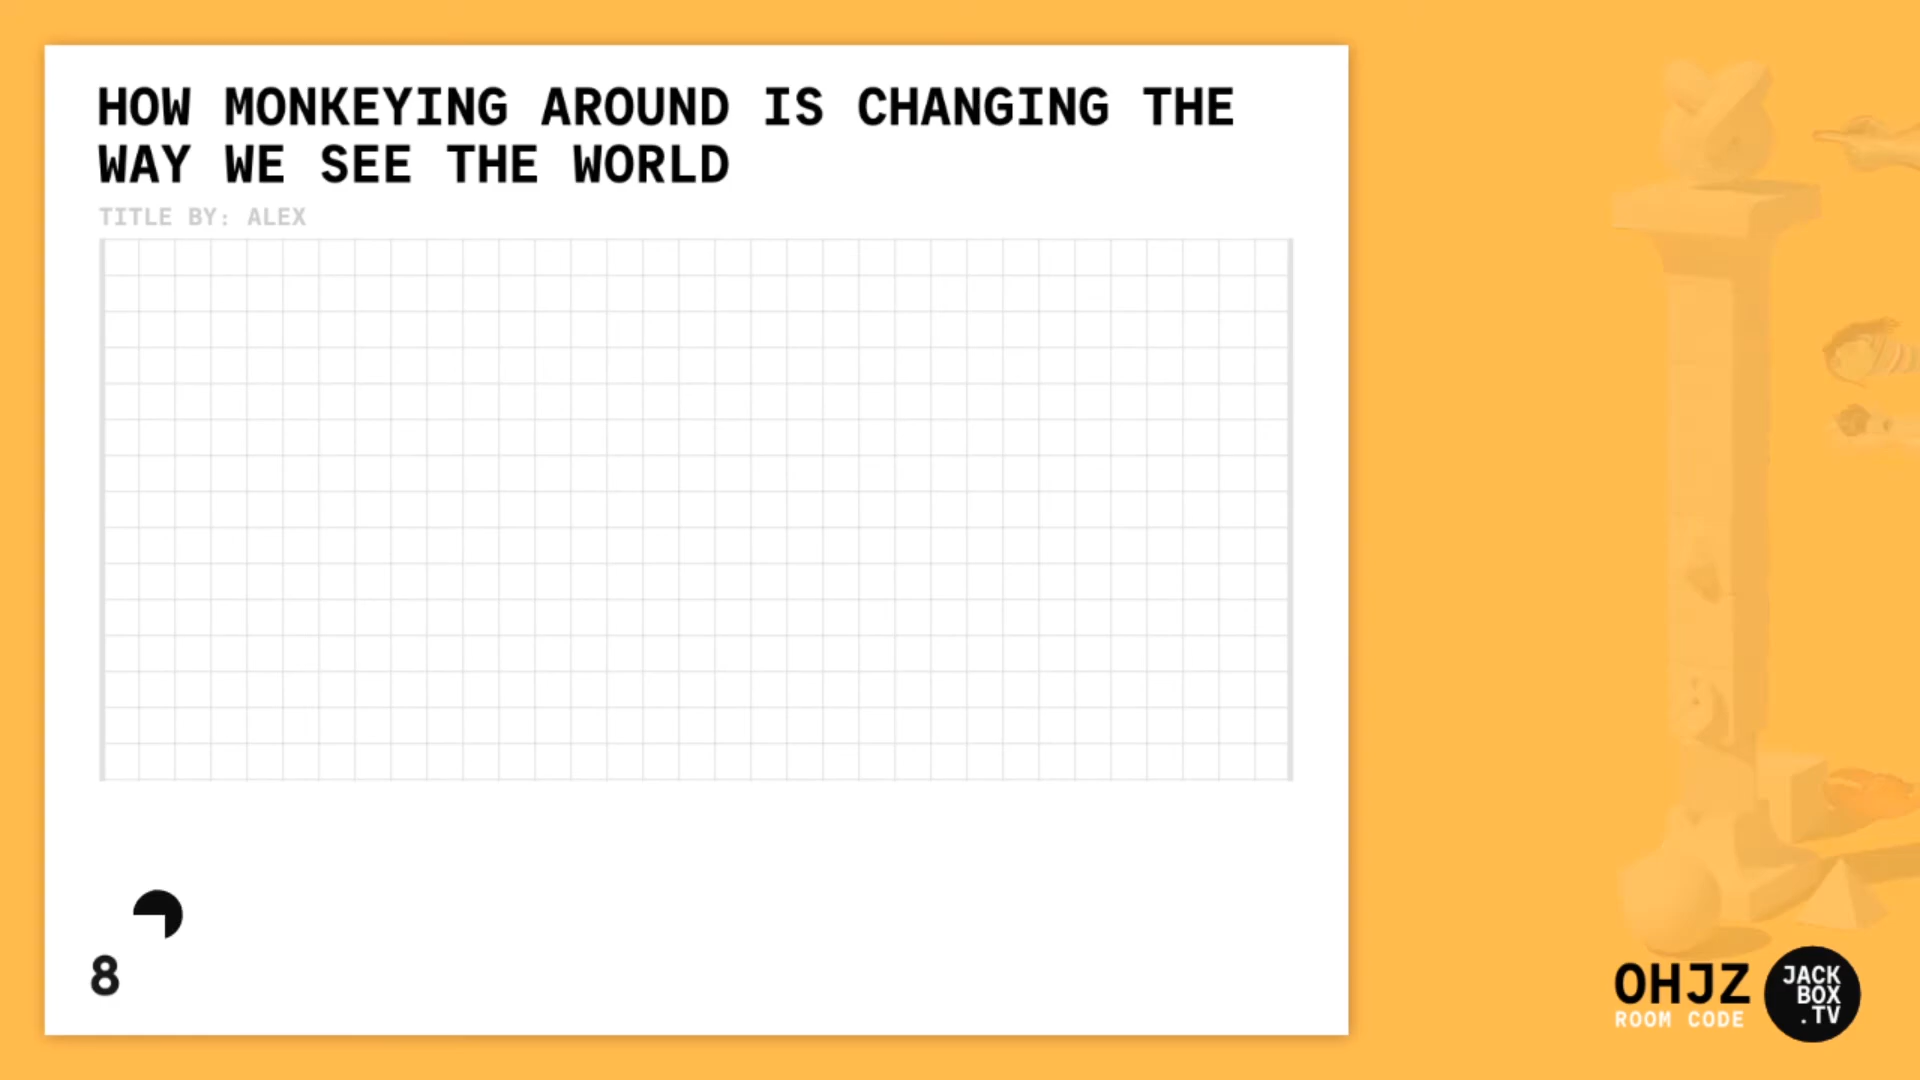 HOW MONKEYING AROUND IS CHANGING THE
WAY WE SEE THE WORLD
TITLE BY: ALEX
8
OHJZ
ROOM CODE
JACK
BOX
.TV